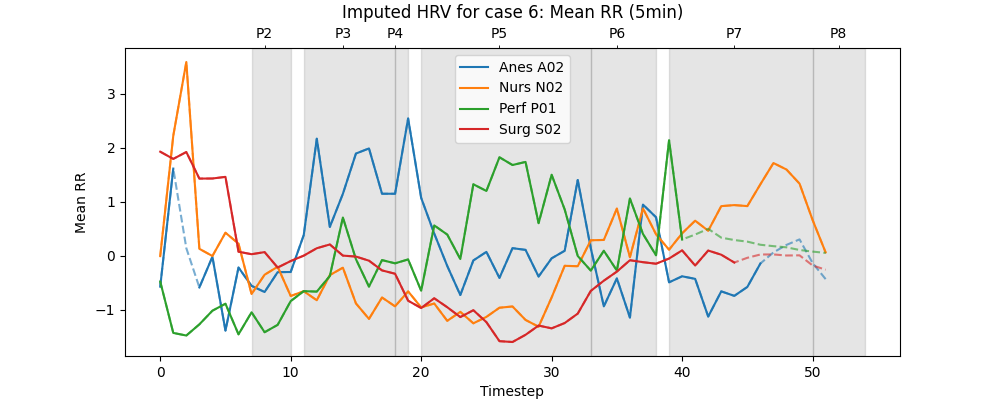 Imputed HRV for case 6: Mean RR (5min)
P2 P3 P4 P5 P6 P7 P8
Anes A02
Nurs N02
Perf P01
Surg S02
Mean RR
3
2
1
0
−1
0 10 20 30 40 50
Timestep